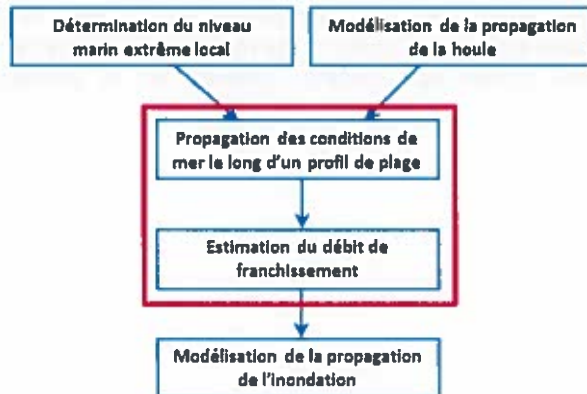 Détermination du niveau
marin extrême local
Modélisation de la propagation
de la houle
Propagation des conditions de
mer le long d'un profil de plage
Estimation du débit de
franchissement
Modélisation de la propagation
de l'inondation